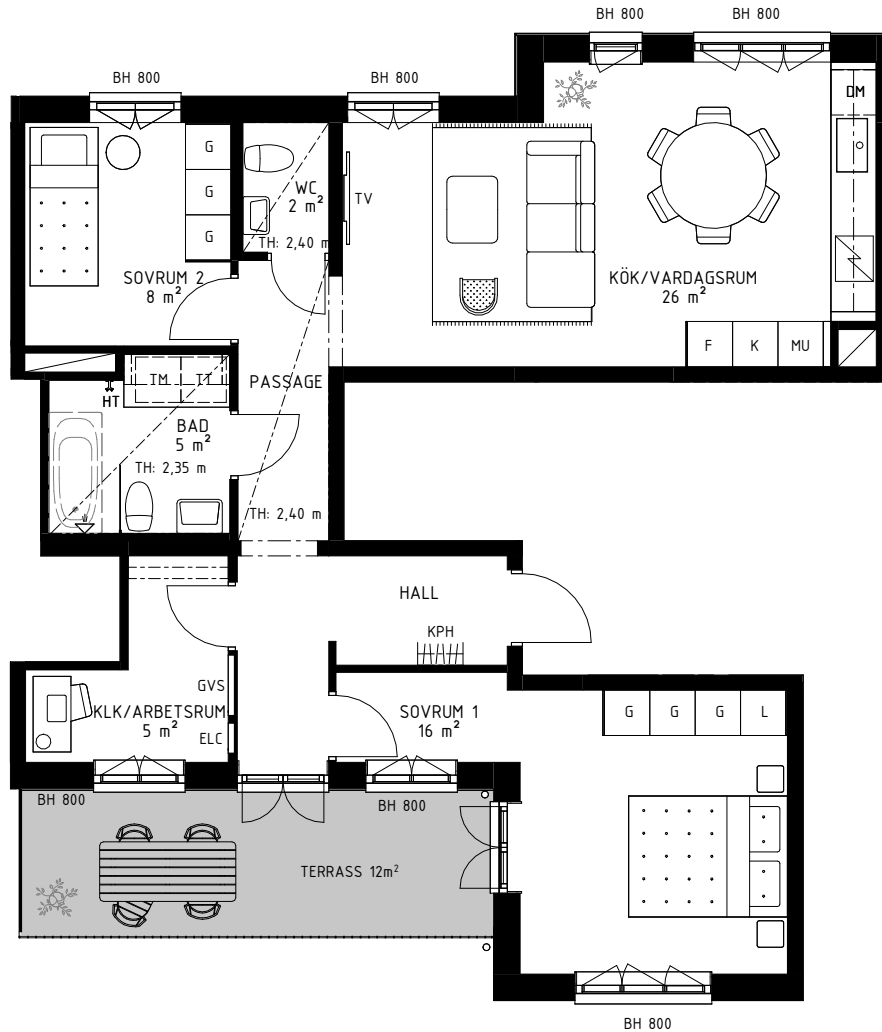 BH 800
BH 800
BH 800
BH 800
DM
G
G
G
WC
2 m²
TH: 2,40 m
TV
SOVRUM 2
8 m²
KÖK/VARDAGSRUM
26 m²
F
K
MU
TM
TT
PASSAGE
HT
BAD
5 m²
TH: 2,35 m
TH: 2,40 m
HALL
KPH
GVS
KLK/ARBETSRUM
5 m²
ELC
SOVRUM 1
16 m²
G
G
G
L
BH 800
BH 800
TERRASS 12m²
BH 800